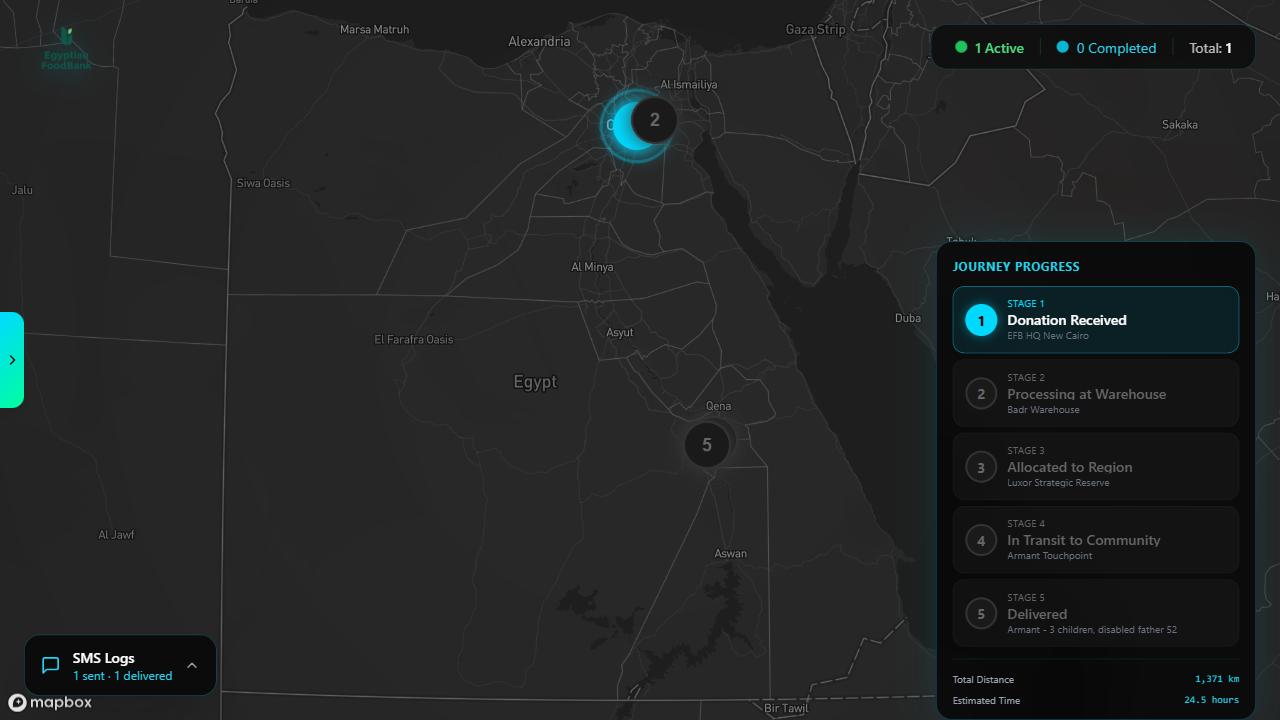 Marsa Matruh
Alexandria
Gaza Strip
Egyptian
FoodBank
1 Active
0 Completed
Total: 1
Al Ismailiya
2
Sakaka
Jalu
Siwa Oasis
Al Minya
Duba
Asyut
El Farafra Oasis
Egypt
Qena
5
Al Jawf
Aswan
Bir Tawil
JOURNEY PROGRESS
1
STAGE 1
Donation Received
EFB HQ New Cairo
2
STAGE 2
Processing at Warehouse
Badr Warehouse
3
STAGE 3
Allocated to Region
Luxor Strategic Reserve
4
STAGE 4
In Transit to Community
Armant Touchpoint
5
STAGE 5
Delivered
Armant - 3 children, disabled father 52
Total Distance 1,371 km
Estimated Time 24.5 hours
SMS Logs
1 sent · 1 delivered
mapbox